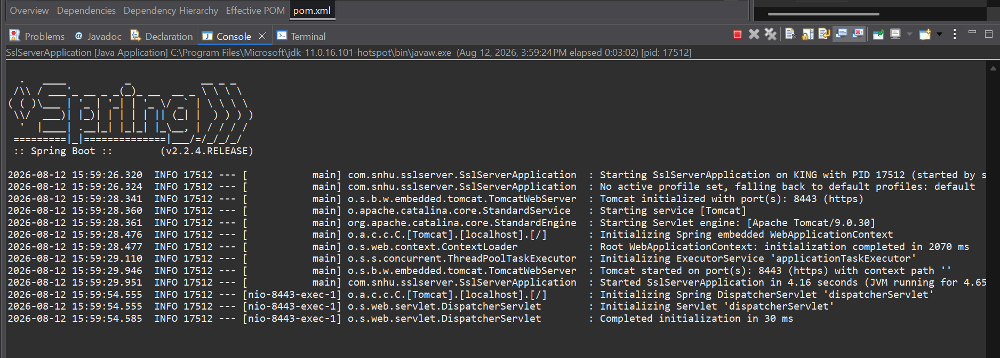 Overview Dependencies Dependency Hierarchy Effective POM pom.xml
Problems Javadoc Declaration Console Terminal
SslServerApplication [Java Application] C:\Program Files\Microsoft\jdk-11.0.16.101-hotspot\bin\javaw.exe (Aug 12, 2026, 3:59:24 PM elapsed 0:03:02) [pid: 17512]
  .   ____          _            __ _ _
 /\\ / ___'_ __ _ _(_)_ __  __ _ \ \ \ \
( ( )\___ | '_ | '_| | '_ \/ _` | \ \ \ \
 \\/  ___)| |_)| | | | | || (_| |  ) ) ) )
  '  |____| .__|_| |_|_| |_\__, | / / / /
 =========|_|==============|___/=/_/_/_/
 :: Spring Boot ::        (v2.2.4.RELEASE)
2026-08-12 15:59:26.320  INFO 17512 --- [           main] com.snhu.sslserver.SslServerApplication  : Starting SslServerApplication on KING with PID 17512 (started by s
2026-08-12 15:59:26.324  INFO 17512 --- [           main] com.snhu.sslserver.SslServerApplication  : No active profile set, falling back to default profiles: default
2026-08-12 15:59:28.341  INFO 17512 --- [           main] o.s.b.w.embedded.tomcat.TomcatWebServer  : Tomcat initialized with port(s): 8443 (https)
2026-08-12 15:59:28.360  INFO 17512 --- [           main] o.apache.catalina.core.StandardService   : Starting service [Tomcat]
2026-08-12 15:59:28.361  INFO 17512 --- [           main] org.apache.catalina.core.StandardEngine  : Starting Servlet engine: [Apache Tomcat/9.0.30]
2026-08-12 15:59:28.476  INFO 17512 --- [           main] o.a.c.c.C.[Tomcat].[localhost].[/]       : Initializing Spring embedded WebApplicationContext
2026-08-12 15:59:28.477  INFO 17512 --- [           main] o.s.web.context.ContextLoader            : Root WebApplicationContext: initialization completed in 2070 ms
2026-08-12 15:59:29.110  INFO 17512 --- [           main] o.s.s.concurrent.ThreadPoolTaskExecutor  : Initializing ExecutorService 'applicationTaskExecutor'
2026-08-12 15:59:29.946  INFO 17512 --- [           main] o.s.b.w.embedded.tomcat.TomcatWebServer  : Tomcat started on port(s): 8443 (https) with context path ''
2026-08-12 15:59:29.951  INFO 17512 --- [           main] com.snhu.sslserver.SslServerApplication  : Started SslServerApplication in 4.16 seconds (JVM running for 4.65
2026-08-12 15:59:54.555  INFO 17512 --- [nio-8443-exec-1] o.a.c.c.C.[Tomcat].[localhost].[/]       : Initializing Spring DispatcherServlet 'dispatcherServlet'
2026-08-12 15:59:54.555  INFO 17512 --- [nio-8443-exec-1] o.s.web.servlet.DispatcherServlet        : Initializing Servlet 'dispatcherServlet'
2026-08-12 15:59:54.585  INFO 17512 --- [nio-8443-exec-1] o.s.web.servlet.DispatcherServlet        : Completed initialization in 30 ms